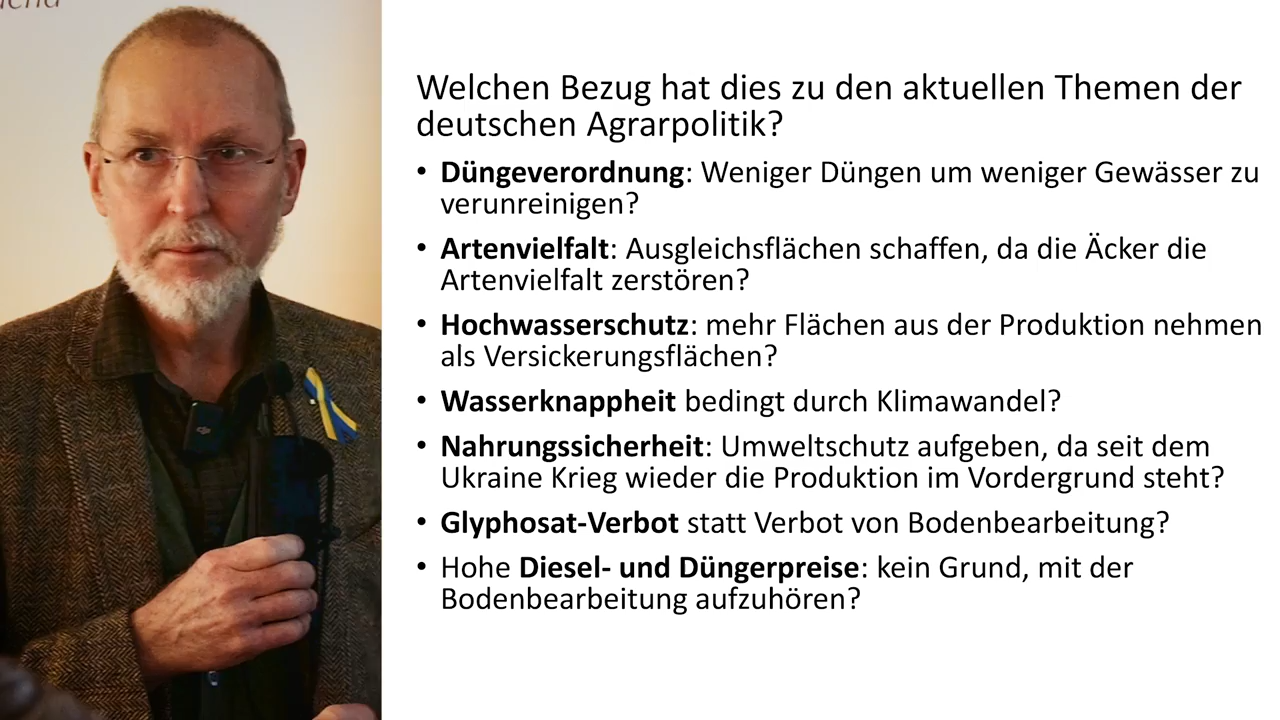 Welchen Bezug hat dies zu den aktuellen Themen der
deutschen Agrarpolitik?
• Düngeverordnung: Weniger Düngen um weniger Gewässer zu
verunreinigen?
• Artenvielfalt: Ausgleichsflächen schaffen, da die Äcker die
Artenvielfalt zerstören?
• Hochwasserschutz: mehr Flächen aus der Produktion nehmen
als Versickerungsflächen?
• Wasserknappheit bedingt durch Klimawandel?
• Nahrungssicherheit: Umweltschutz aufgeben, da seit dem
Ukraine Krieg wieder die Produktion im Vordergrund steht?
• Glyphosat-Verbot statt Verbot von Bodenbearbeitung?
• Hohe Diesel- und Düngerpreise: kein Grund, mit der
Bodenbearbeitung aufzuhören?
dji